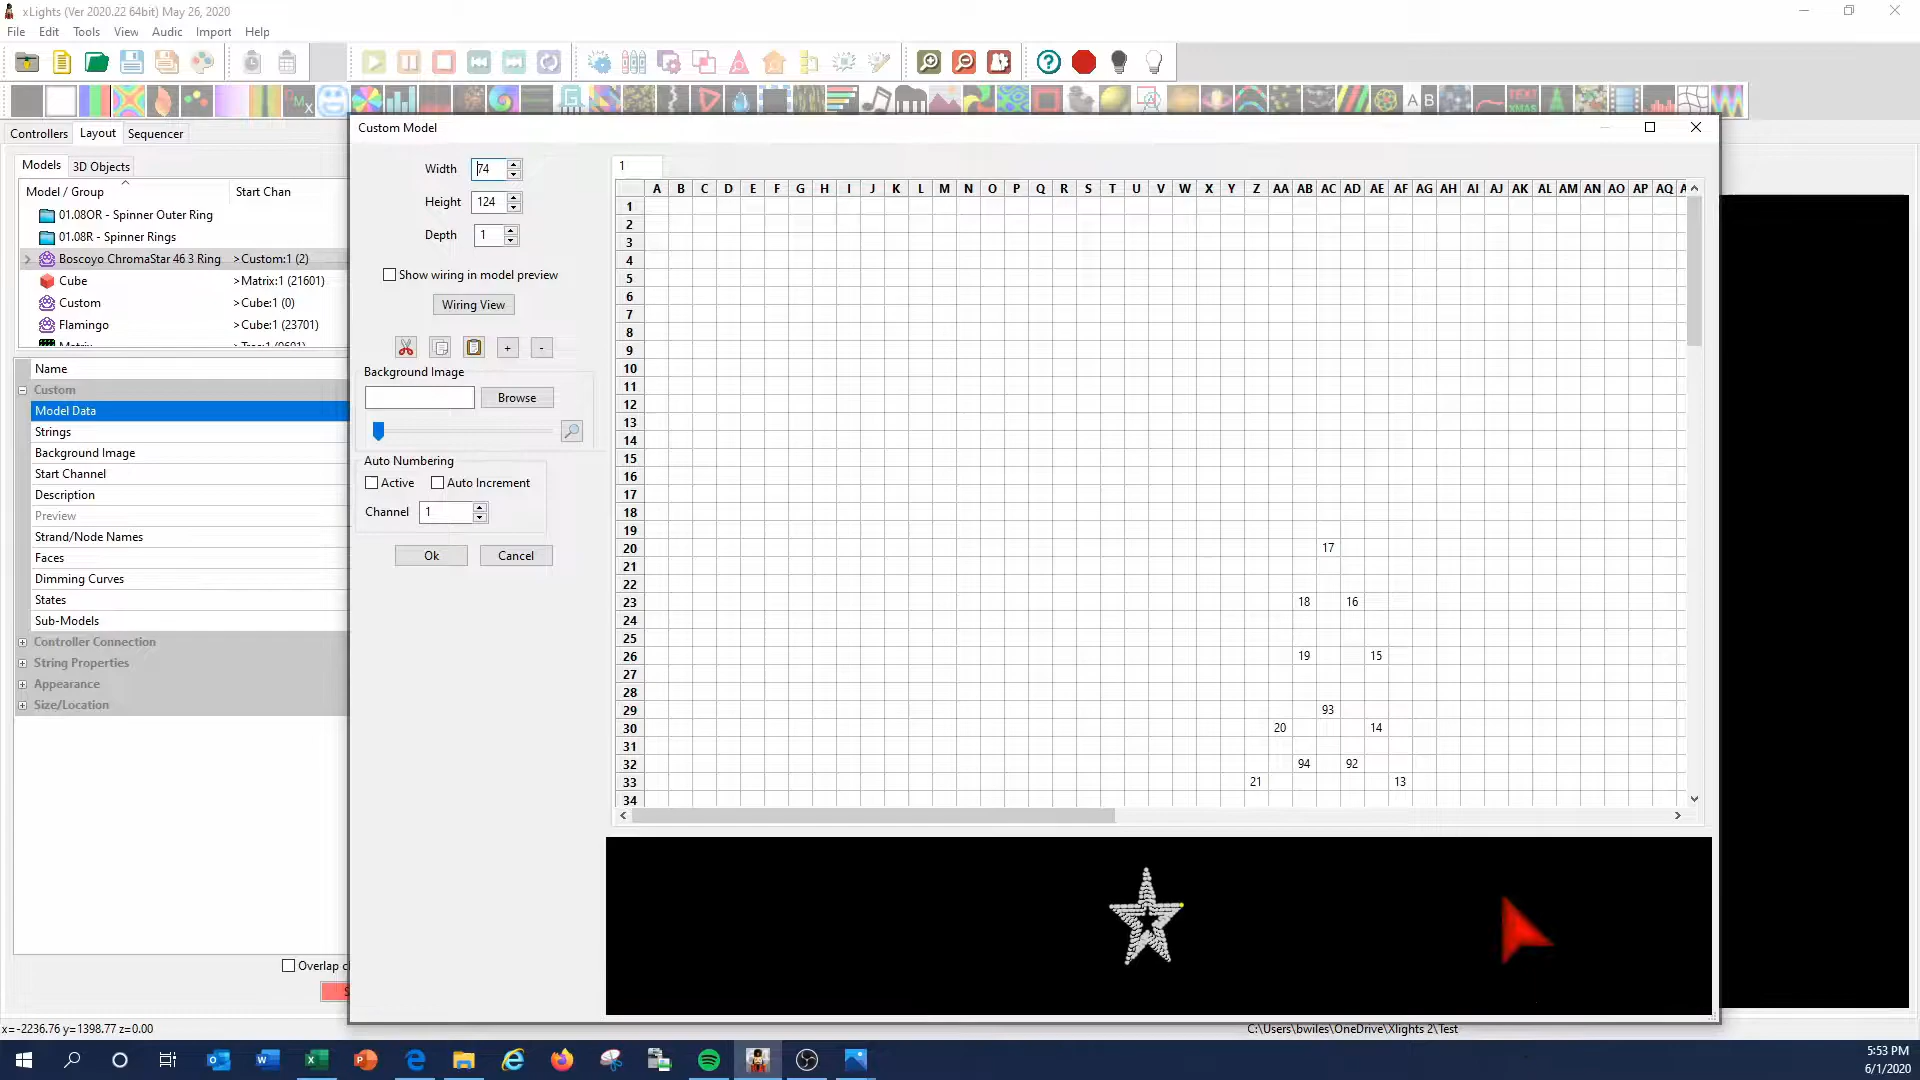 xLights (Ver 2020.22 64bit) May 26, 2020
File Edit Tools View Audio Import Help
Controllers Layout Sequencer
Models 3D Objects
Model / Group Start Chan
01.08OR - Spinner Outer Ring
01.08R - Spinner Rings
Boscoyo ChromaStar 46 3 Ring >Custom:1 (2)
Cube >Matrix:1 (21601)
Custom >Cube:1 (0)
Flamingo >Cube:1 (23701)
Name
Custom
Model Data
Strings
Background Image
Start Channel
Description
Preview
Strand/Node Names
Faces
Dimming Curves
States
Sub-Models
Controller Connection
String Properties
Appearance
Size/Location
Overlap c
x=-2236.76 y=1398.77 z=0.00
Custom Model
Width 74
Height 124
Depth 1
Show wiring in model preview
Wiring View
+ -
Background Image
Browse
Auto Numbering
Active Auto Increment
Channel 1
Ok Cancel
1
A B C D E F G H I J K L M N O P Q R S T U V W X Y Z AA AB AC AD AE AF AG AH AI AJ AK AL AM AN AO AP AQ A
1
2
3
4
5
6
7
8
9
10
11
12
13
14
15
16
17
18
19
20 17
21
22
23 18 16
24
25
26 19 15
27
28
29 93
30 20 14
31
32 94 92
33 21 13
34
C:\Users\bwiles\OneDrive\Xlights 2\Test
5:53 PM
6/1/2020